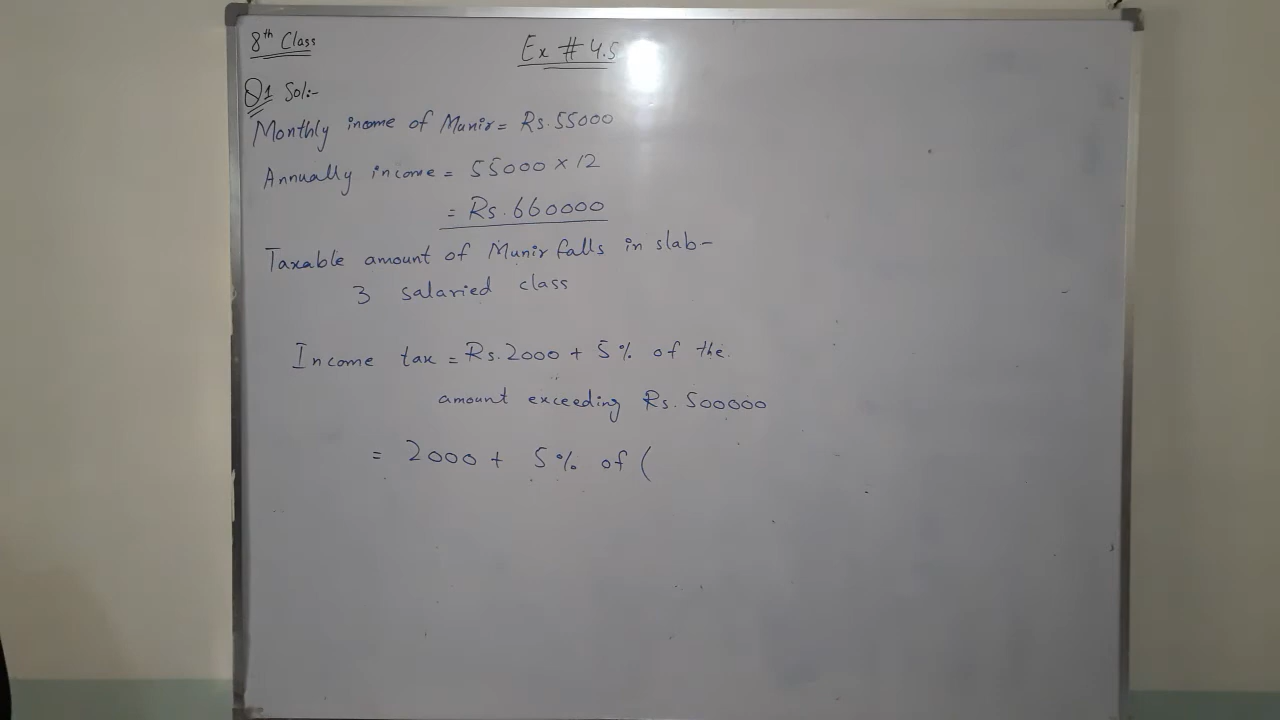 8th Class
Ex # 4.5
Q1 Sol:-
Monthly income of Munir = Rs.55000
Annually income = 55000 × 12
= Rs.660000
Taxable amount of Munir falls in slab-
3 salaried class
Income tax = Rs.2000 + 5% of the
amount exceeding Rs.500000
= 2000 + 5% of (